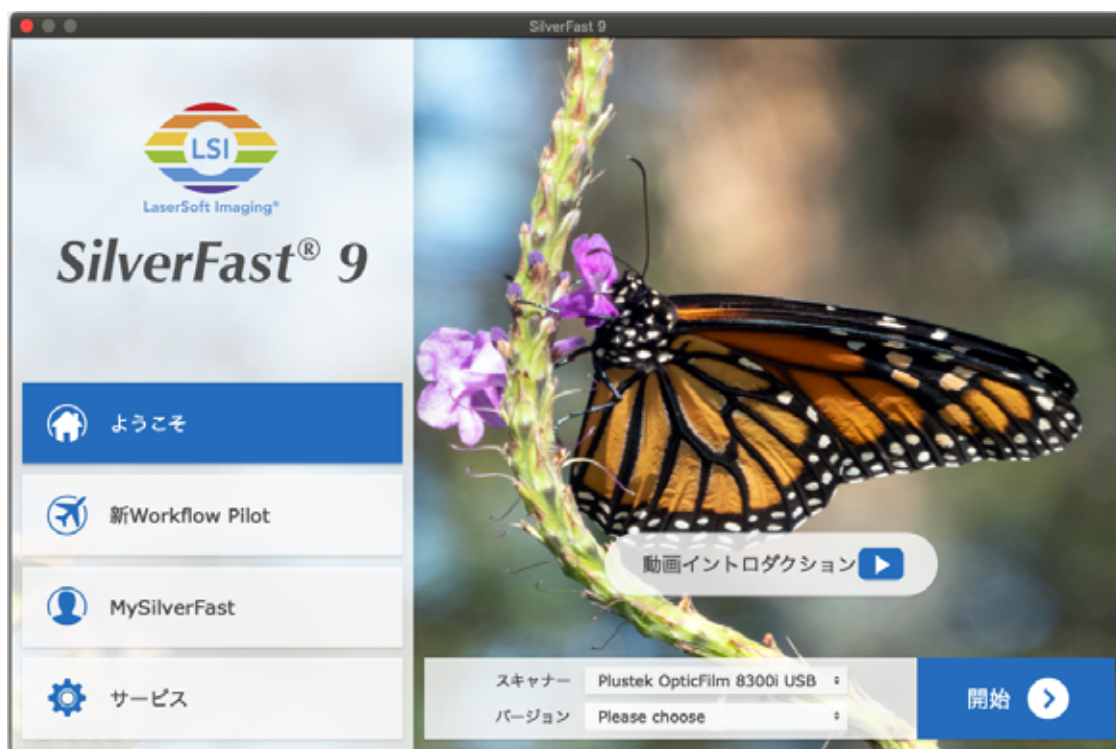 SilverFast 9
LSI
LaserSoft Imaging®
SilverFast® 9
ようこそ
新Workflow Pilot
MySilverFast
サービス
動画イントロダクション
スキャナー Plustek OpticFilm 8300i USB
バージョン Please choose
開始